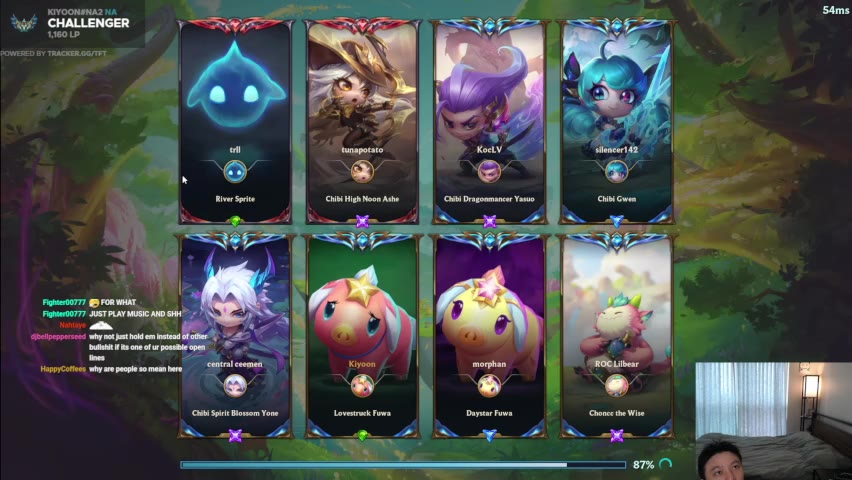 KIYOON#NA2 NA
CHALLENGER
1,160 LP
POWERED BY TRACKER.GG/TFT
54ms
trll
River Sprite
tunapotato
Chibi High Noon Ashe
KocLV
Chibi Dragonmancer Yasuo
silencer142
Chibi Gwen
central ceemen
Chibi Spirit Blossom Yone
Kiyoon
Lovestruck Fuwa
morphan
Daystar Fuwa
ROC Lilbear
Choncc the Wise
Fighter00777 FOR WHAT
Fighter00777 JUST PLAY MUSIC AND SHH
Nahtaye
djbellpepperseed why not just hold em instead of other
bullshit if its one of ur possible open
lines
HappyCoffees why are people so mean here
87%